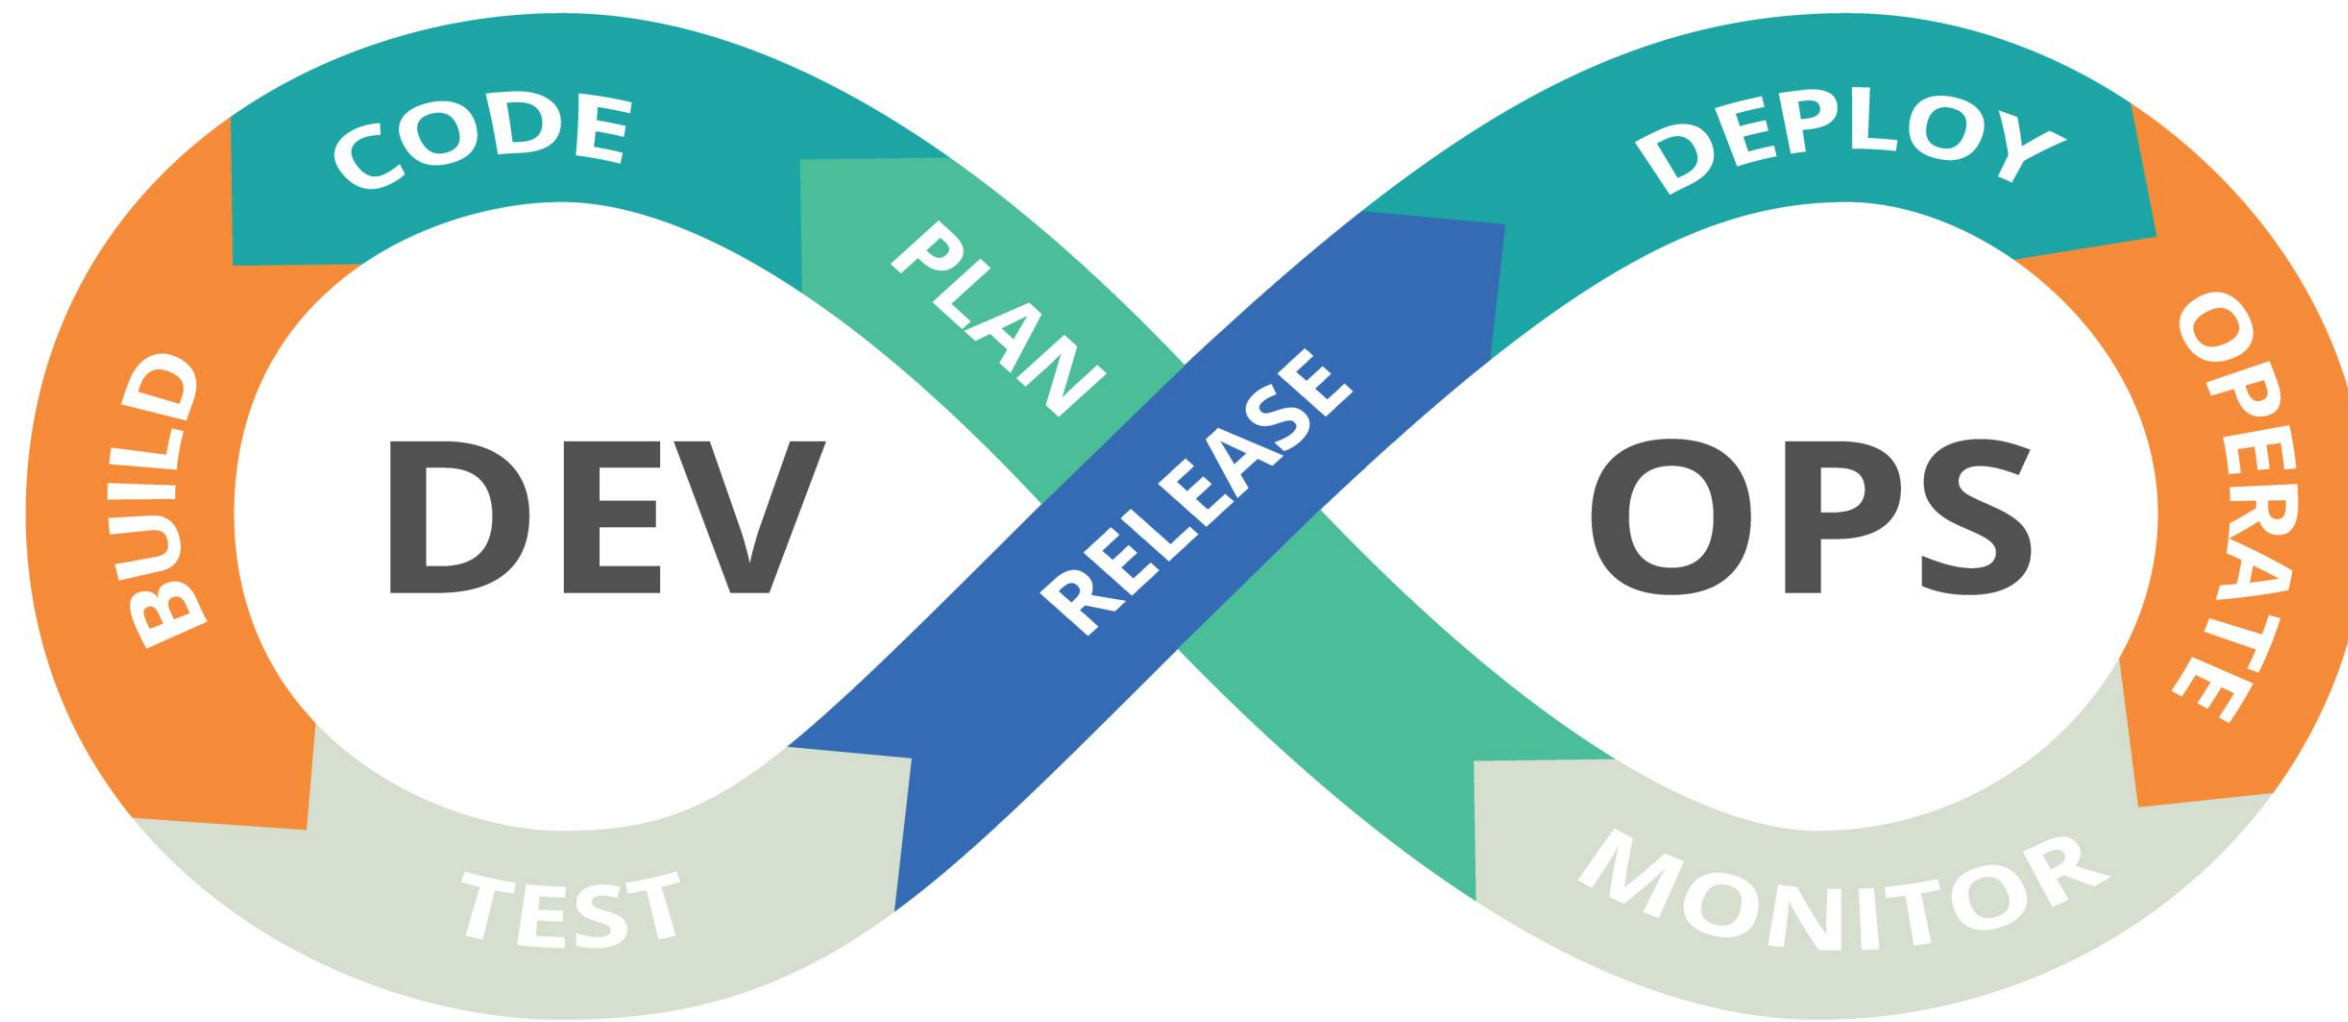 CODE
DEPLOY
PLAN
OPERATE
BUILD
DEV
RELEASE
OPS
TEST
MONITOR